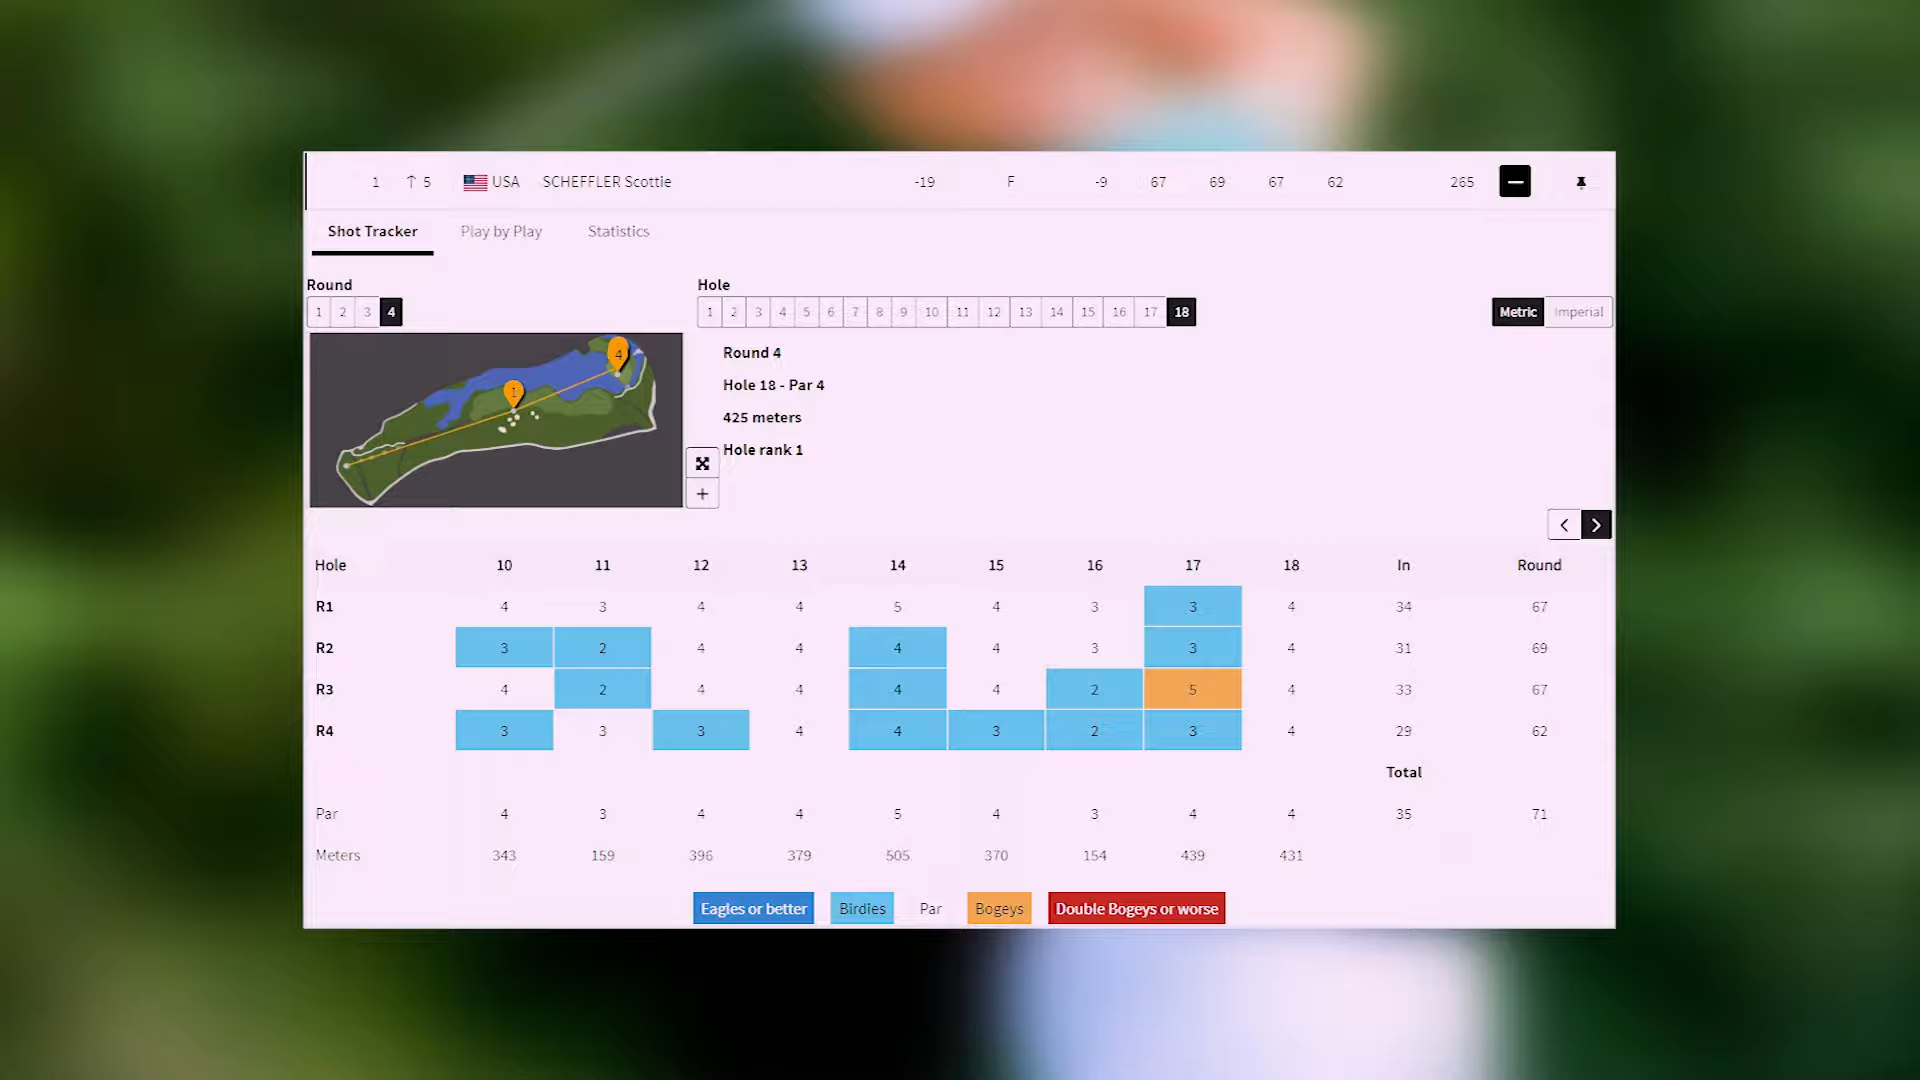 1 ↑ 5 USA SCHEFFLER Scottie -19 F -9 67 69 67 62 265
Shot Tracker Play by Play Statistics
Round Hole
1 2 3 4 1 2 3 4 5 6 7 8 9 10 11 12 13 14 15 16 17 18 Metric Imperial
4
1
Round 4
Hole 18 - Par 4
425 meters
Hole rank 1
+
Hole 10 11 12 13 14 15 16 17 18 In Round
R1 4 3 4 4 5 4 3 3 4 34 67
R2 3 2 4 4 4 4 3 3 4 31 69
R3 4 2 4 4 4 4 2 5 4 33 67
R4 3 3 3 4 4 3 2 3 4 29 62
Total
Par 4 3 4 4 5 4 3 4 4 35 71
Meters 343 159 396 379 505 370 154 439 431
Eagles or better Birdies Par Bogeys Double Bogeys or worse